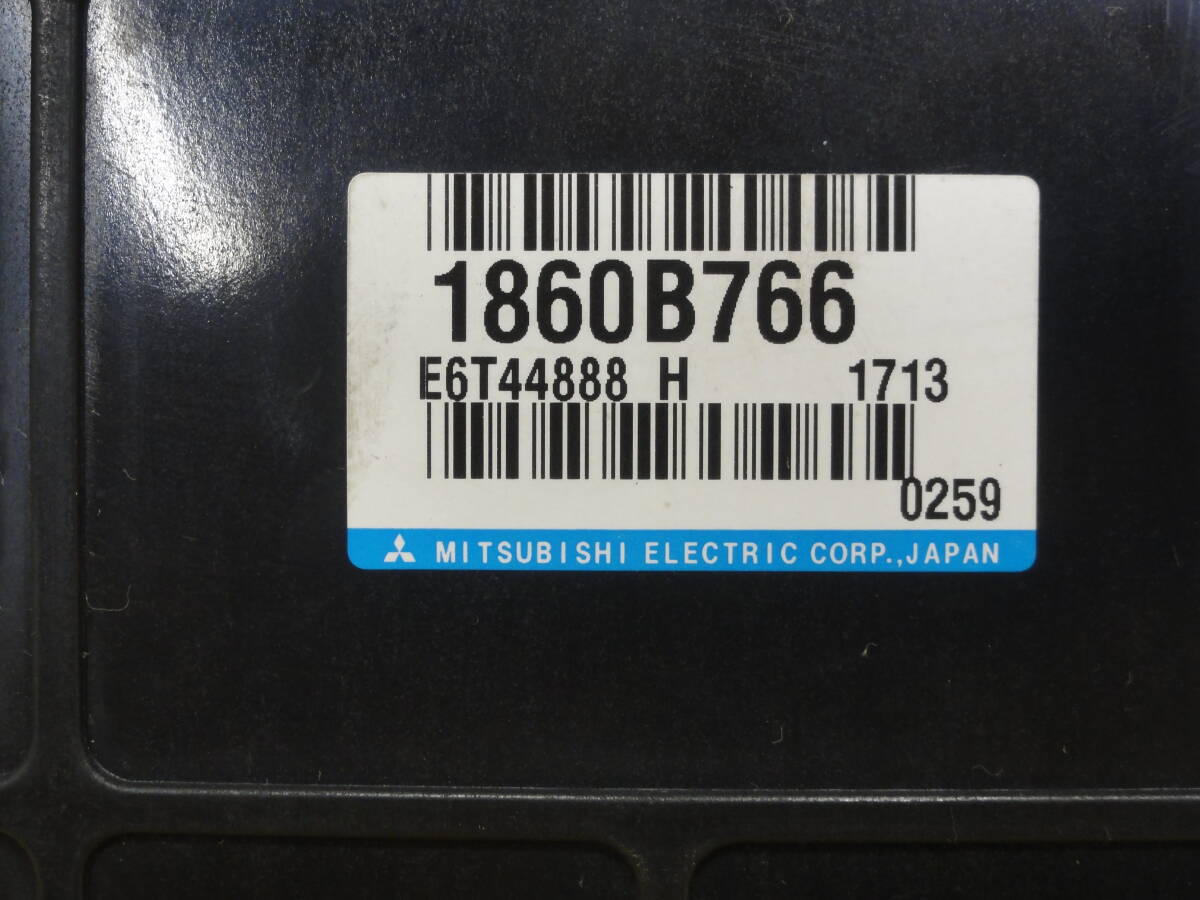 1860B766
E6T44888 H 1713
0259
MITSUBISHI ELECTRIC CORP.,JAPAN